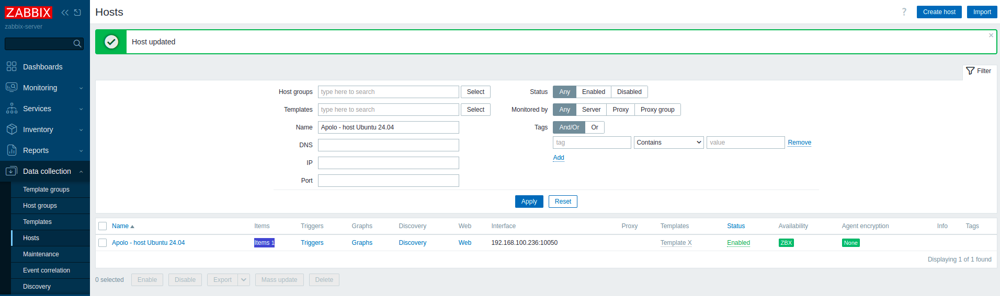 ZABBIX
zabbix-server
Dashboards
Monitoring
Services
Inventory
Reports
Data collection
Template groups
Host groups
Templates
Hosts
Maintenance
Event correlation
Discovery
Hosts
? Create host Import
Host updated
Filter
Host groups type here to search Select
Templates type here to search Select
Name Apolo - host Ubuntu 24.04
DNS
IP
Port
Status Any Enabled Disabled
Monitored by Any Server Proxy Proxy group
Tags And/Or Or
tag Contains value Remove
Add
Apply Reset
Name Items Triggers Graphs Discovery Web Interface Proxy Templates Status Availability Agent encryption Info Tags
Apolo - host Ubuntu 24.04 Items 1 Triggers Graphs Discovery Web 192.168.100.236:10050 Template X Enabled ZBX None
Displaying 1 of 1 found
0 selected Enable Disable Export Mass update Delete